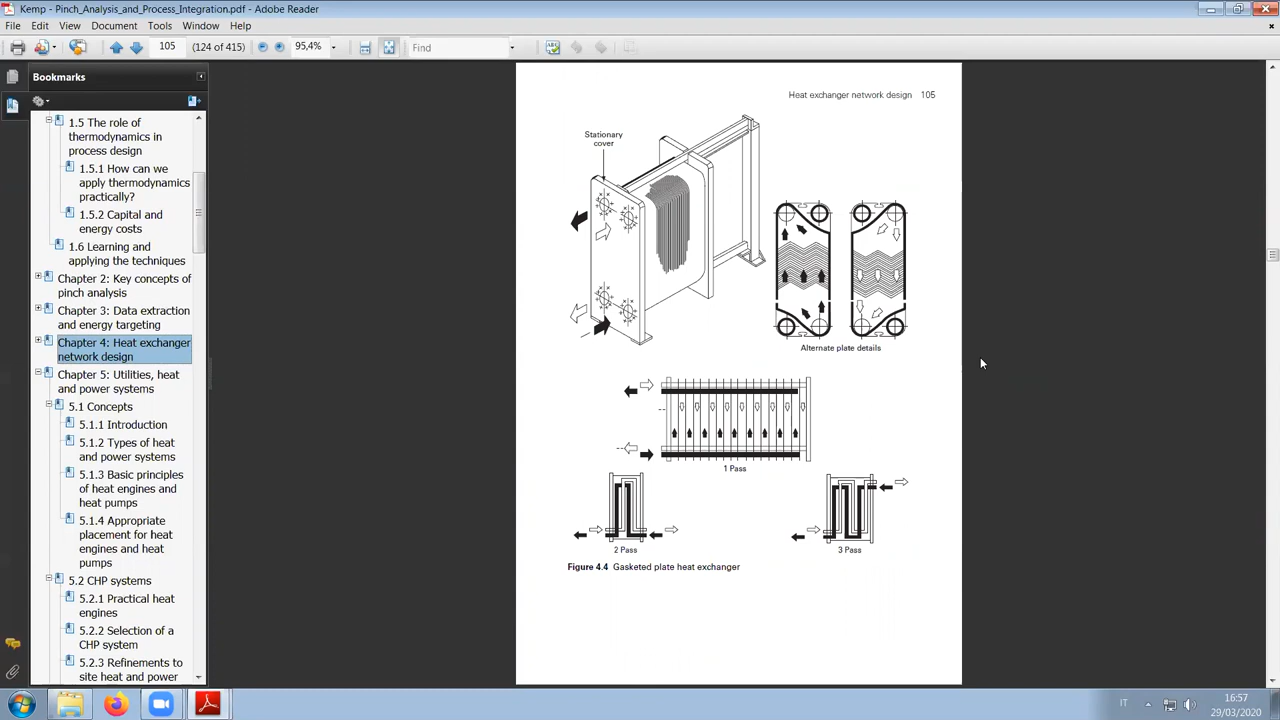 Kemp - Pinch_Analysis_and_Process_Integration.pdf - Adobe Reader
File Edit View Document Tools Window Help
105 (124 of 415) 95,4% Find
Bookmarks
1.5 The role of
thermodynamics in
process design
1.5.1 How can we
apply thermodynamics
practically?
1.5.2 Capital and
energy costs
1.6 Learning and
applying the techniques
Chapter 2: Key concepts of
pinch analysis
Chapter 3: Data extraction
and energy targeting
Chapter 4: Heat exchanger
network design
Chapter 5: Utilities, heat
and power systems
5.1 Concepts
5.1.1 Introduction
5.1.2 Types of heat
and power systems
5.1.3 Basic principles
of heat engines and
heat pumps
5.1.4 Appropriate
placement for heat
engines and heat
pumps
5.2 CHP systems
5.2.1 Practical heat
engines
5.2.2 Selection of a
CHP system
5.2.3 Refinements to
site heat and power
Heat exchanger network design 105
Stationary
cover
Alternate plate details
1 Pass
2 Pass
3 Pass
Figure 4.4 Gasketed plate heat exchanger
IT
16:57
29/03/2020